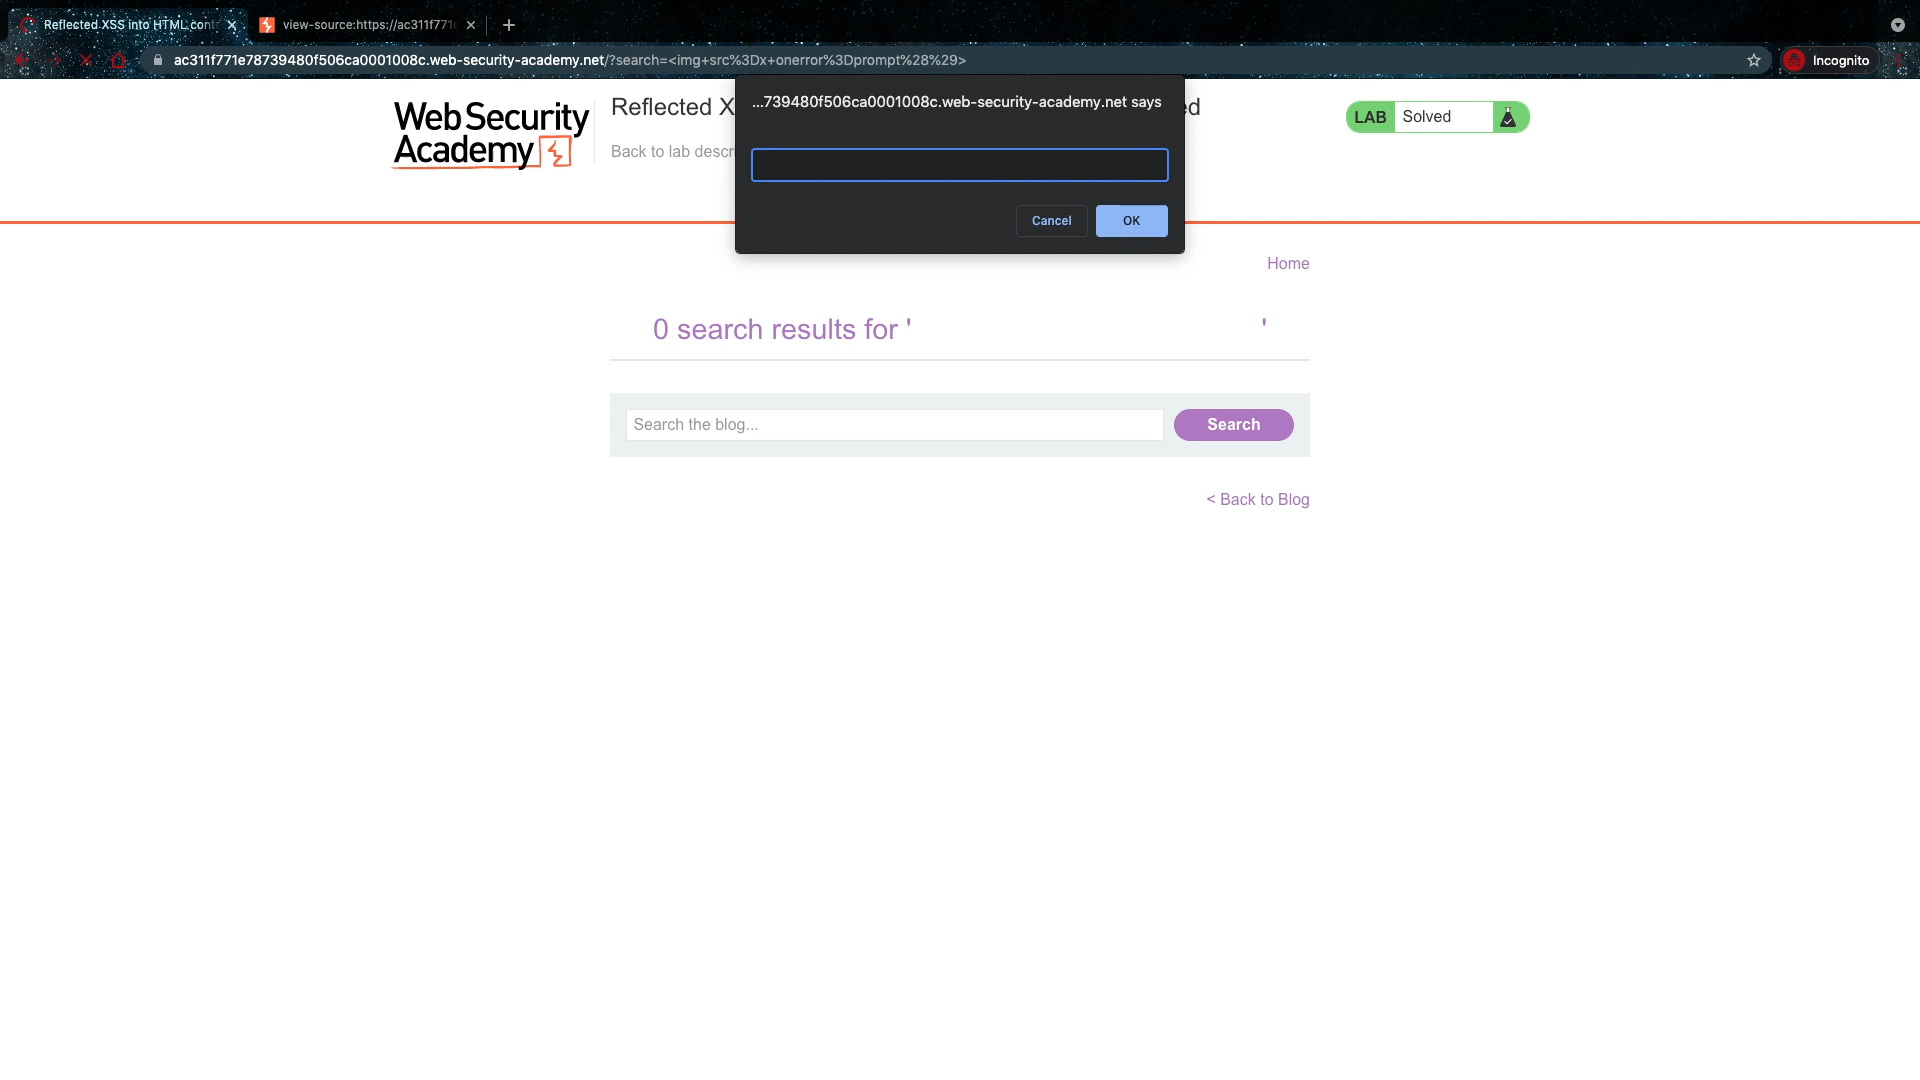 Reflected XSS into HTML cont
view-source:https://ac311f771e
ac311f771e78739480f506ca0001008c.web-security-academy.net/?search=<img+src%3Dx+onerror%3Dprompt%28%29>
Incognito
...739480f506ca0001008c.web-security-academy.net says
Cancel
OK
Web Security
Academy
Reflected X
ed
Back to lab descr
LAB
Solved
Home
0 search results for ' '
Search the blog...
Search
< Back to Blog